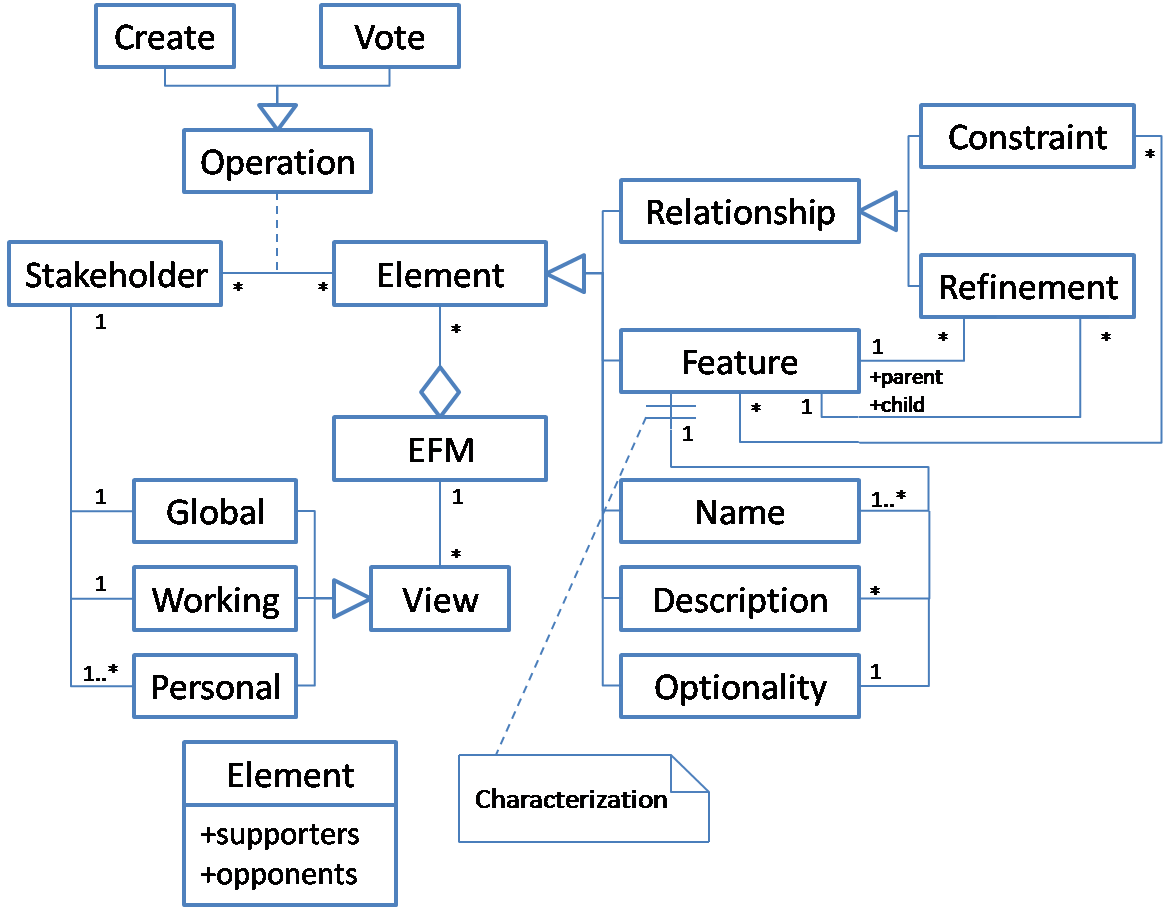 Create
Vote
Operation
Constraint
*
Relationship
Stakeholder
*
*
Element
Refinement
1
*
*
*
Feature
1
+parent
+child
*
1
1
EFM
1
*
1
Global
Name
1..*
1
Working
View
Description
*
1..*
Personal
Optionality
1
Element
+supporters
+opponents
Characterization